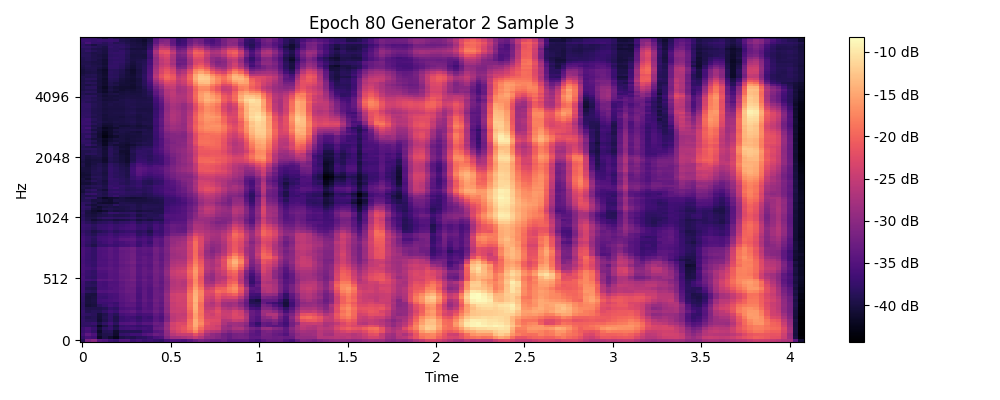 Epoch 80 Generator 2 Sample 3
Hz
4096
2048
1024
512
0
0 0.5 1 1.5 2 2.5 3 3.5 4
Time
-10 dB
-15 dB
-20 dB
-25 dB
-30 dB
-35 dB
-40 dB